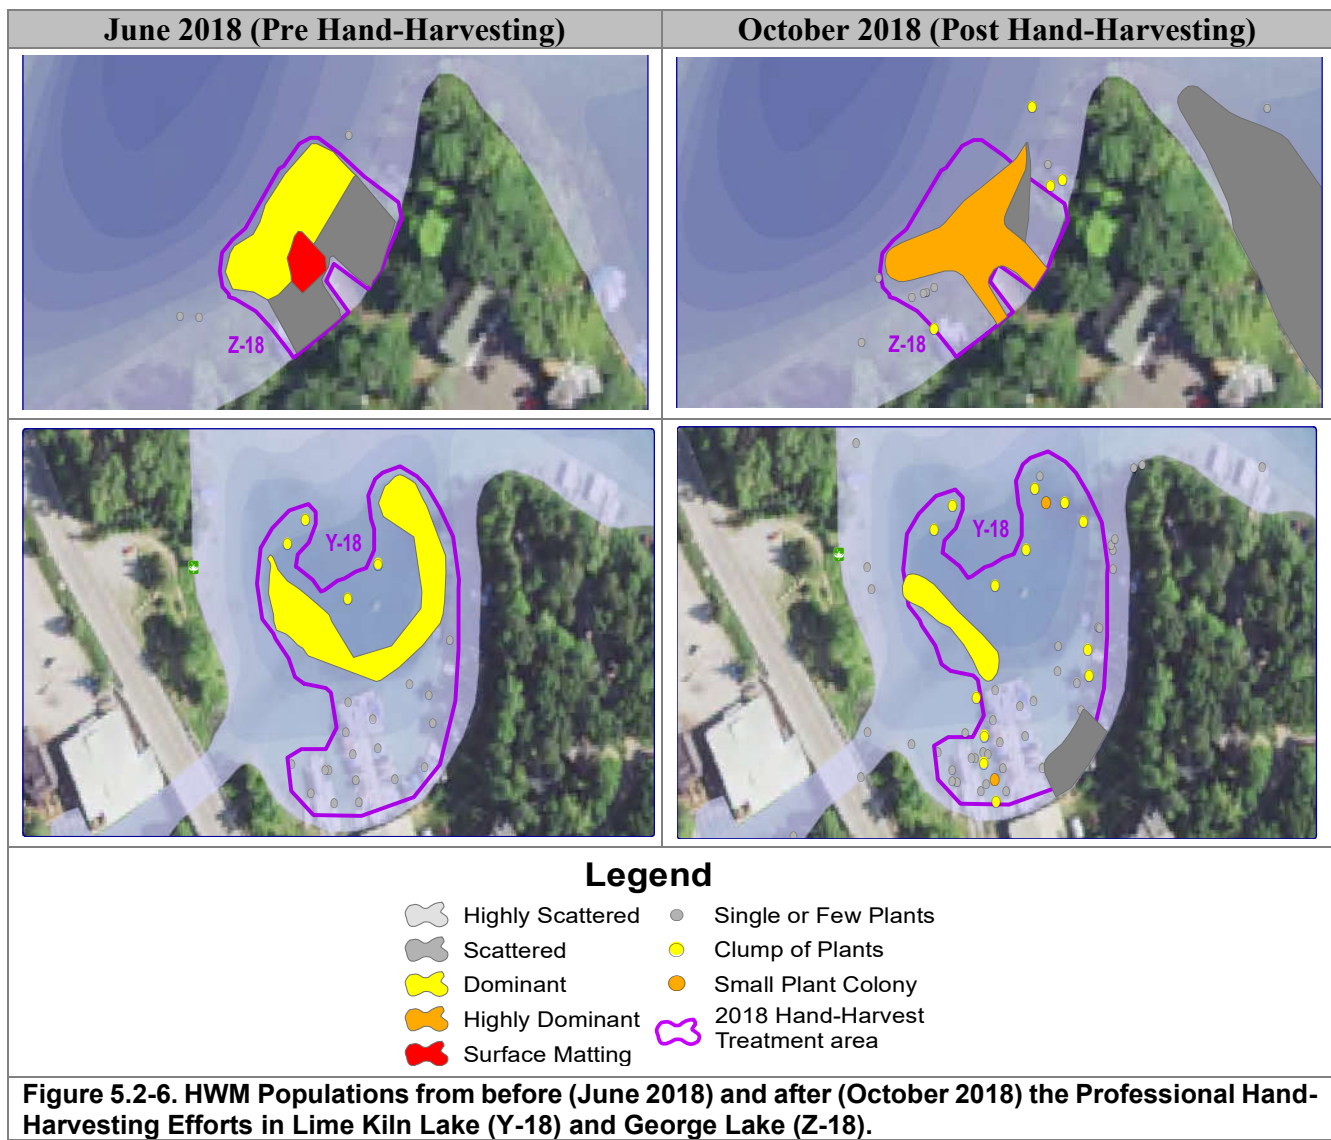 June 2018 (Pre Hand-Harvesting)
October 2018 (Post Hand-Harvesting)
Z-18
Z-18
Y-18
Y-18
Legend
Highly Scattered
Scattered
Dominant
Highly Dominant
Surface Matting
Single or Few Plants
Clump of Plants
Small Plant Colony
2018 Hand-Harvest
Treatment area
Figure 5.2-6. HWM Populations from before (June 2018) and after (October 2018) the Professional Hand-
Harvesting Efforts in Lime Kiln Lake (Y-18) and George Lake (Z-18).